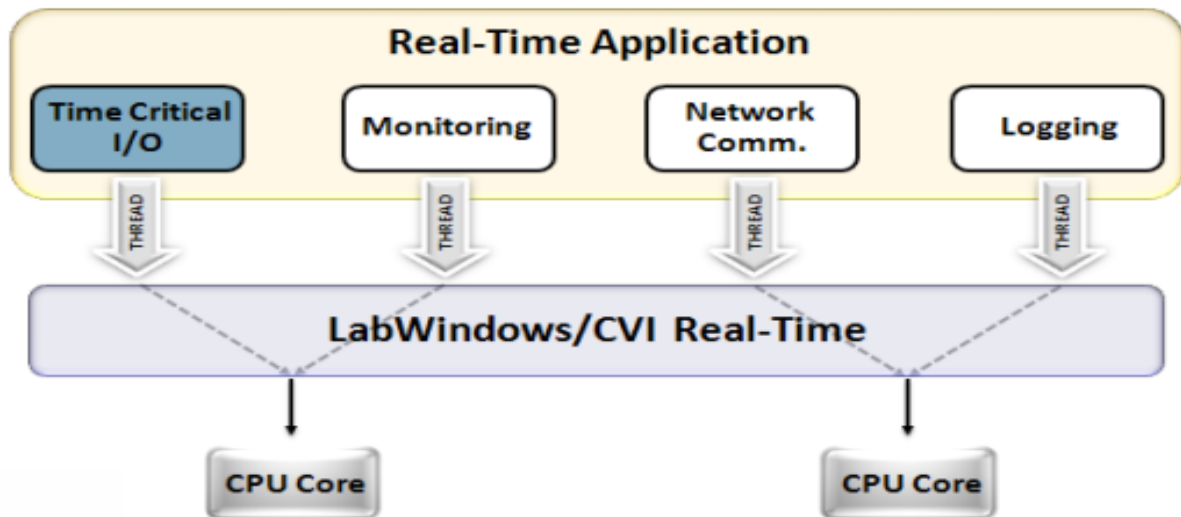 Real-Time Application
Time Critical
I/O
Monitoring
Network
Comm.
Logging
THREAD
THREAD
THREAD
THREAD
LabWindows/CVI Real-Time
CPU Core
CPU Core